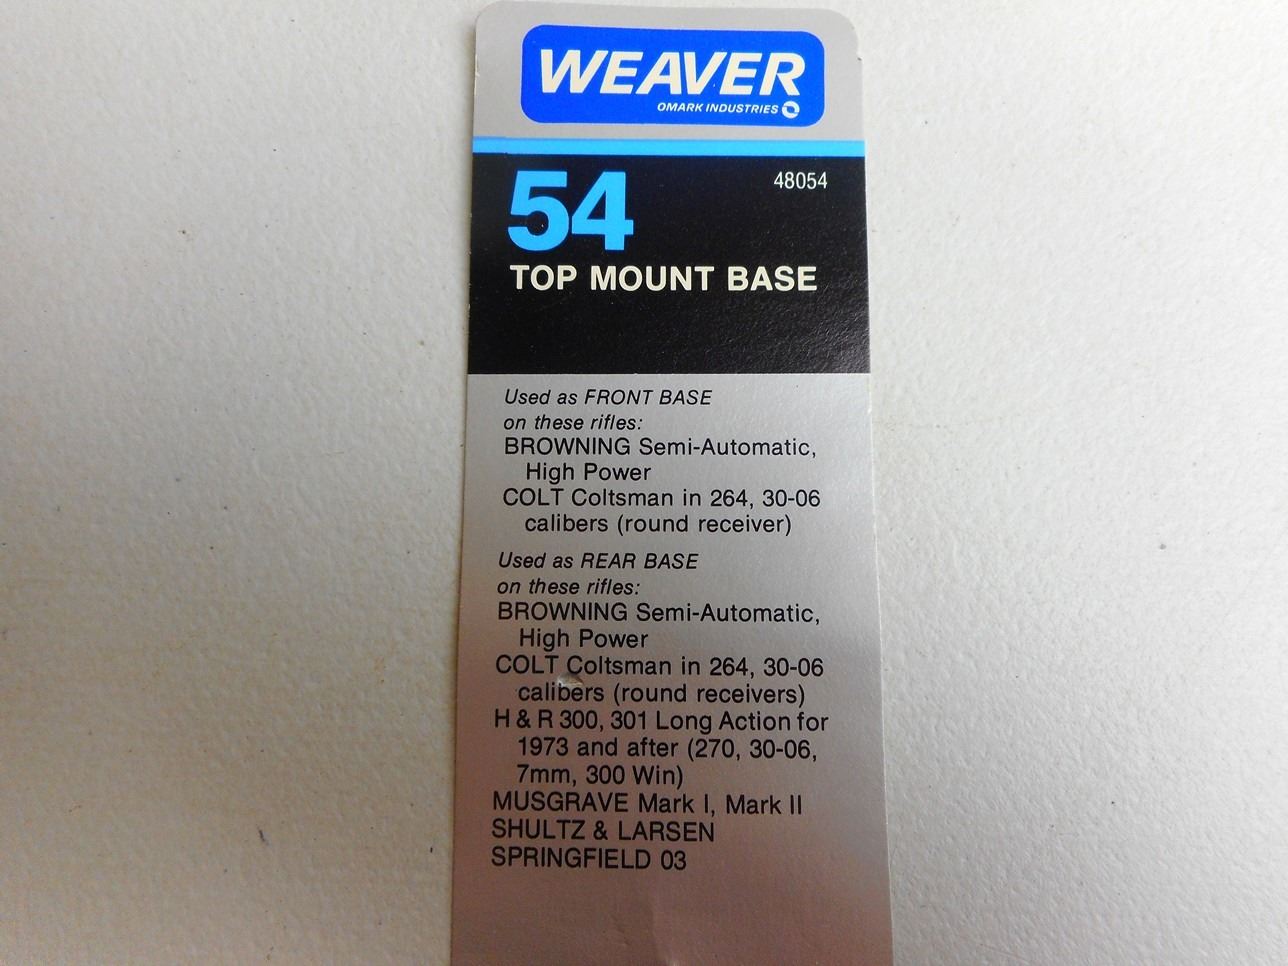 WEAVER
OMARK INDUSTRIES
54
48054
TOP MOUNT BASE
Used as FRONT BASE
on these rifles:
BROWNING Semi-Automatic,
High Power
COLT Coltsman in 264, 30-06
calibers (round receiver)
Used as REAR BASE
on these rifles:
BROWNING Semi-Automatic,
High Power
COLT Coltsman in 264, 30-06
calibers (round receivers)
H & R 300, 301 Long Action for
1973 and after (270, 30-06,
7mm, 300 Win)
MUSGRAVE Mark I, Mark II
SHULTZ & LARSEN
SPRINGFIELD 03